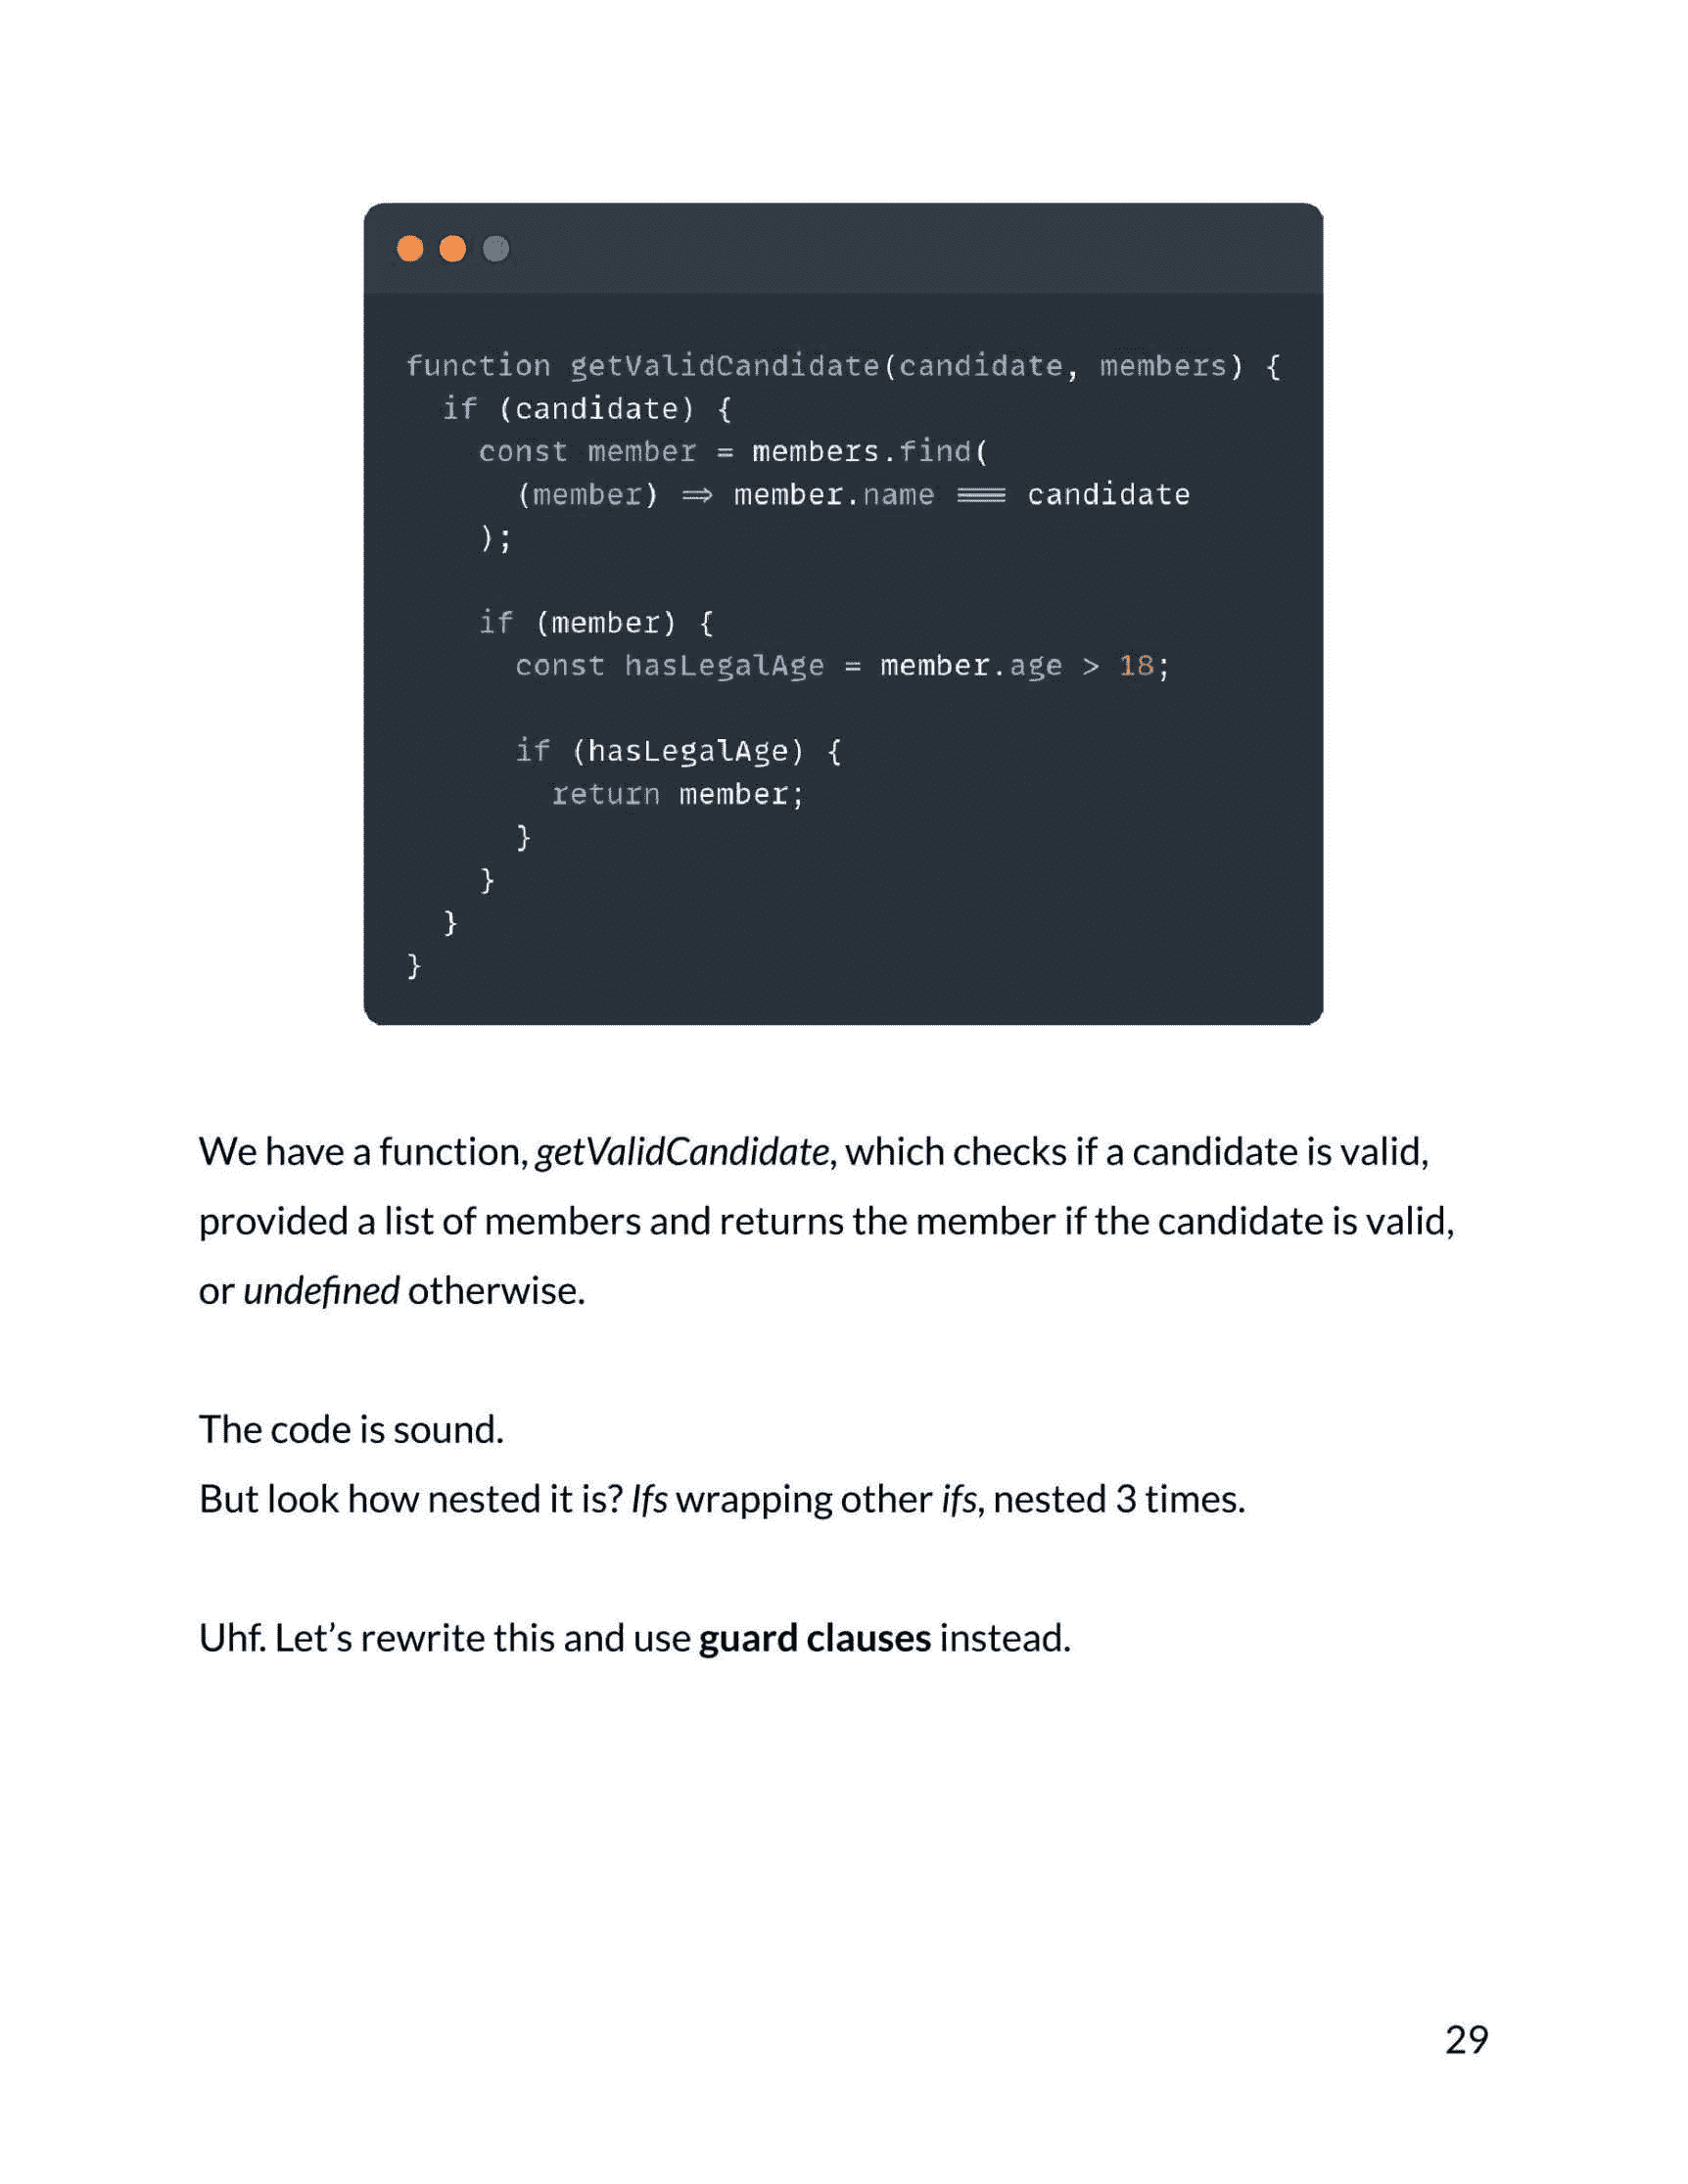 function getValidCandidate(candidate, members) {
  if (candidate) {
    const member = members.find(
      (member) => member.name === candidate
    );

    if (member) {
      const hasLegalAge = member.age > 18;

      if (hasLegalAge) {
        return member;
      }
    }
  }
}
We have a function, getValidCandidate, which checks if a candidate is valid,
provided a list of members and returns the member if the candidate is valid,
or undefined otherwise.
The code is sound.
But look how nested it is? Ifs wrapping other ifs, nested 3 times.
Uhf. Let’s rewrite this and use guard clauses instead.
29